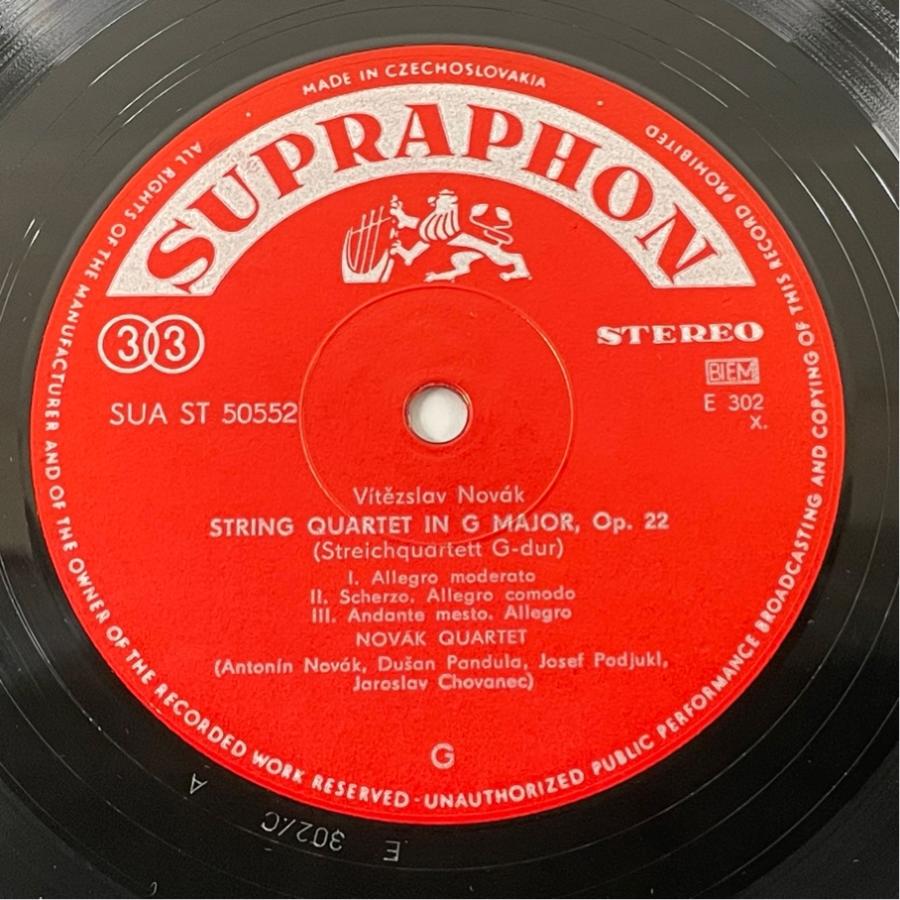 MADE IN CZECHOSLOVAKIA
SUPRAPHON
33
STEREO
BIEM
SUA ST 50552
E 302
X.
Vítězslav Novák
STRING QUARTET IN G MAJOR, Op. 22
(Streichquartett G-dur)
I. Allegro moderato
II. Scherzo. Allegro comodo
III. Andante mesto. Allegro
NOVÁK QUARTET
(Antonín Novák, Dušan Pandula, Josef Podjukl,
Jaroslav Chovanec)
G
ALL RIGHTS OF THE MANUFACTURER AND OF THE OWNER OF THE RECORDED WORK RESERVED - UNAUTHORIZED PUBLIC PERFORMANCE BROADCASTING AND COPYING OF THIS RECORD PROHIBITED
A
E 302/C